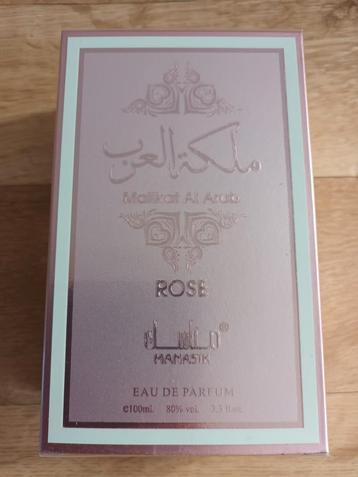 ملكة العرب
Malikat Al Arab
ROSE
مناسك®
MANASIK
EAU DE PARFUM
e100ml. 80% vol. 3.3 fl.oz.